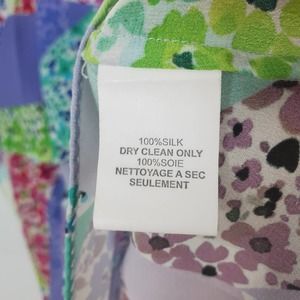 100%SILK
DRY CLEAN ONLY
100%SOIE
NETTOYAGE A SEC
SEULEMENT